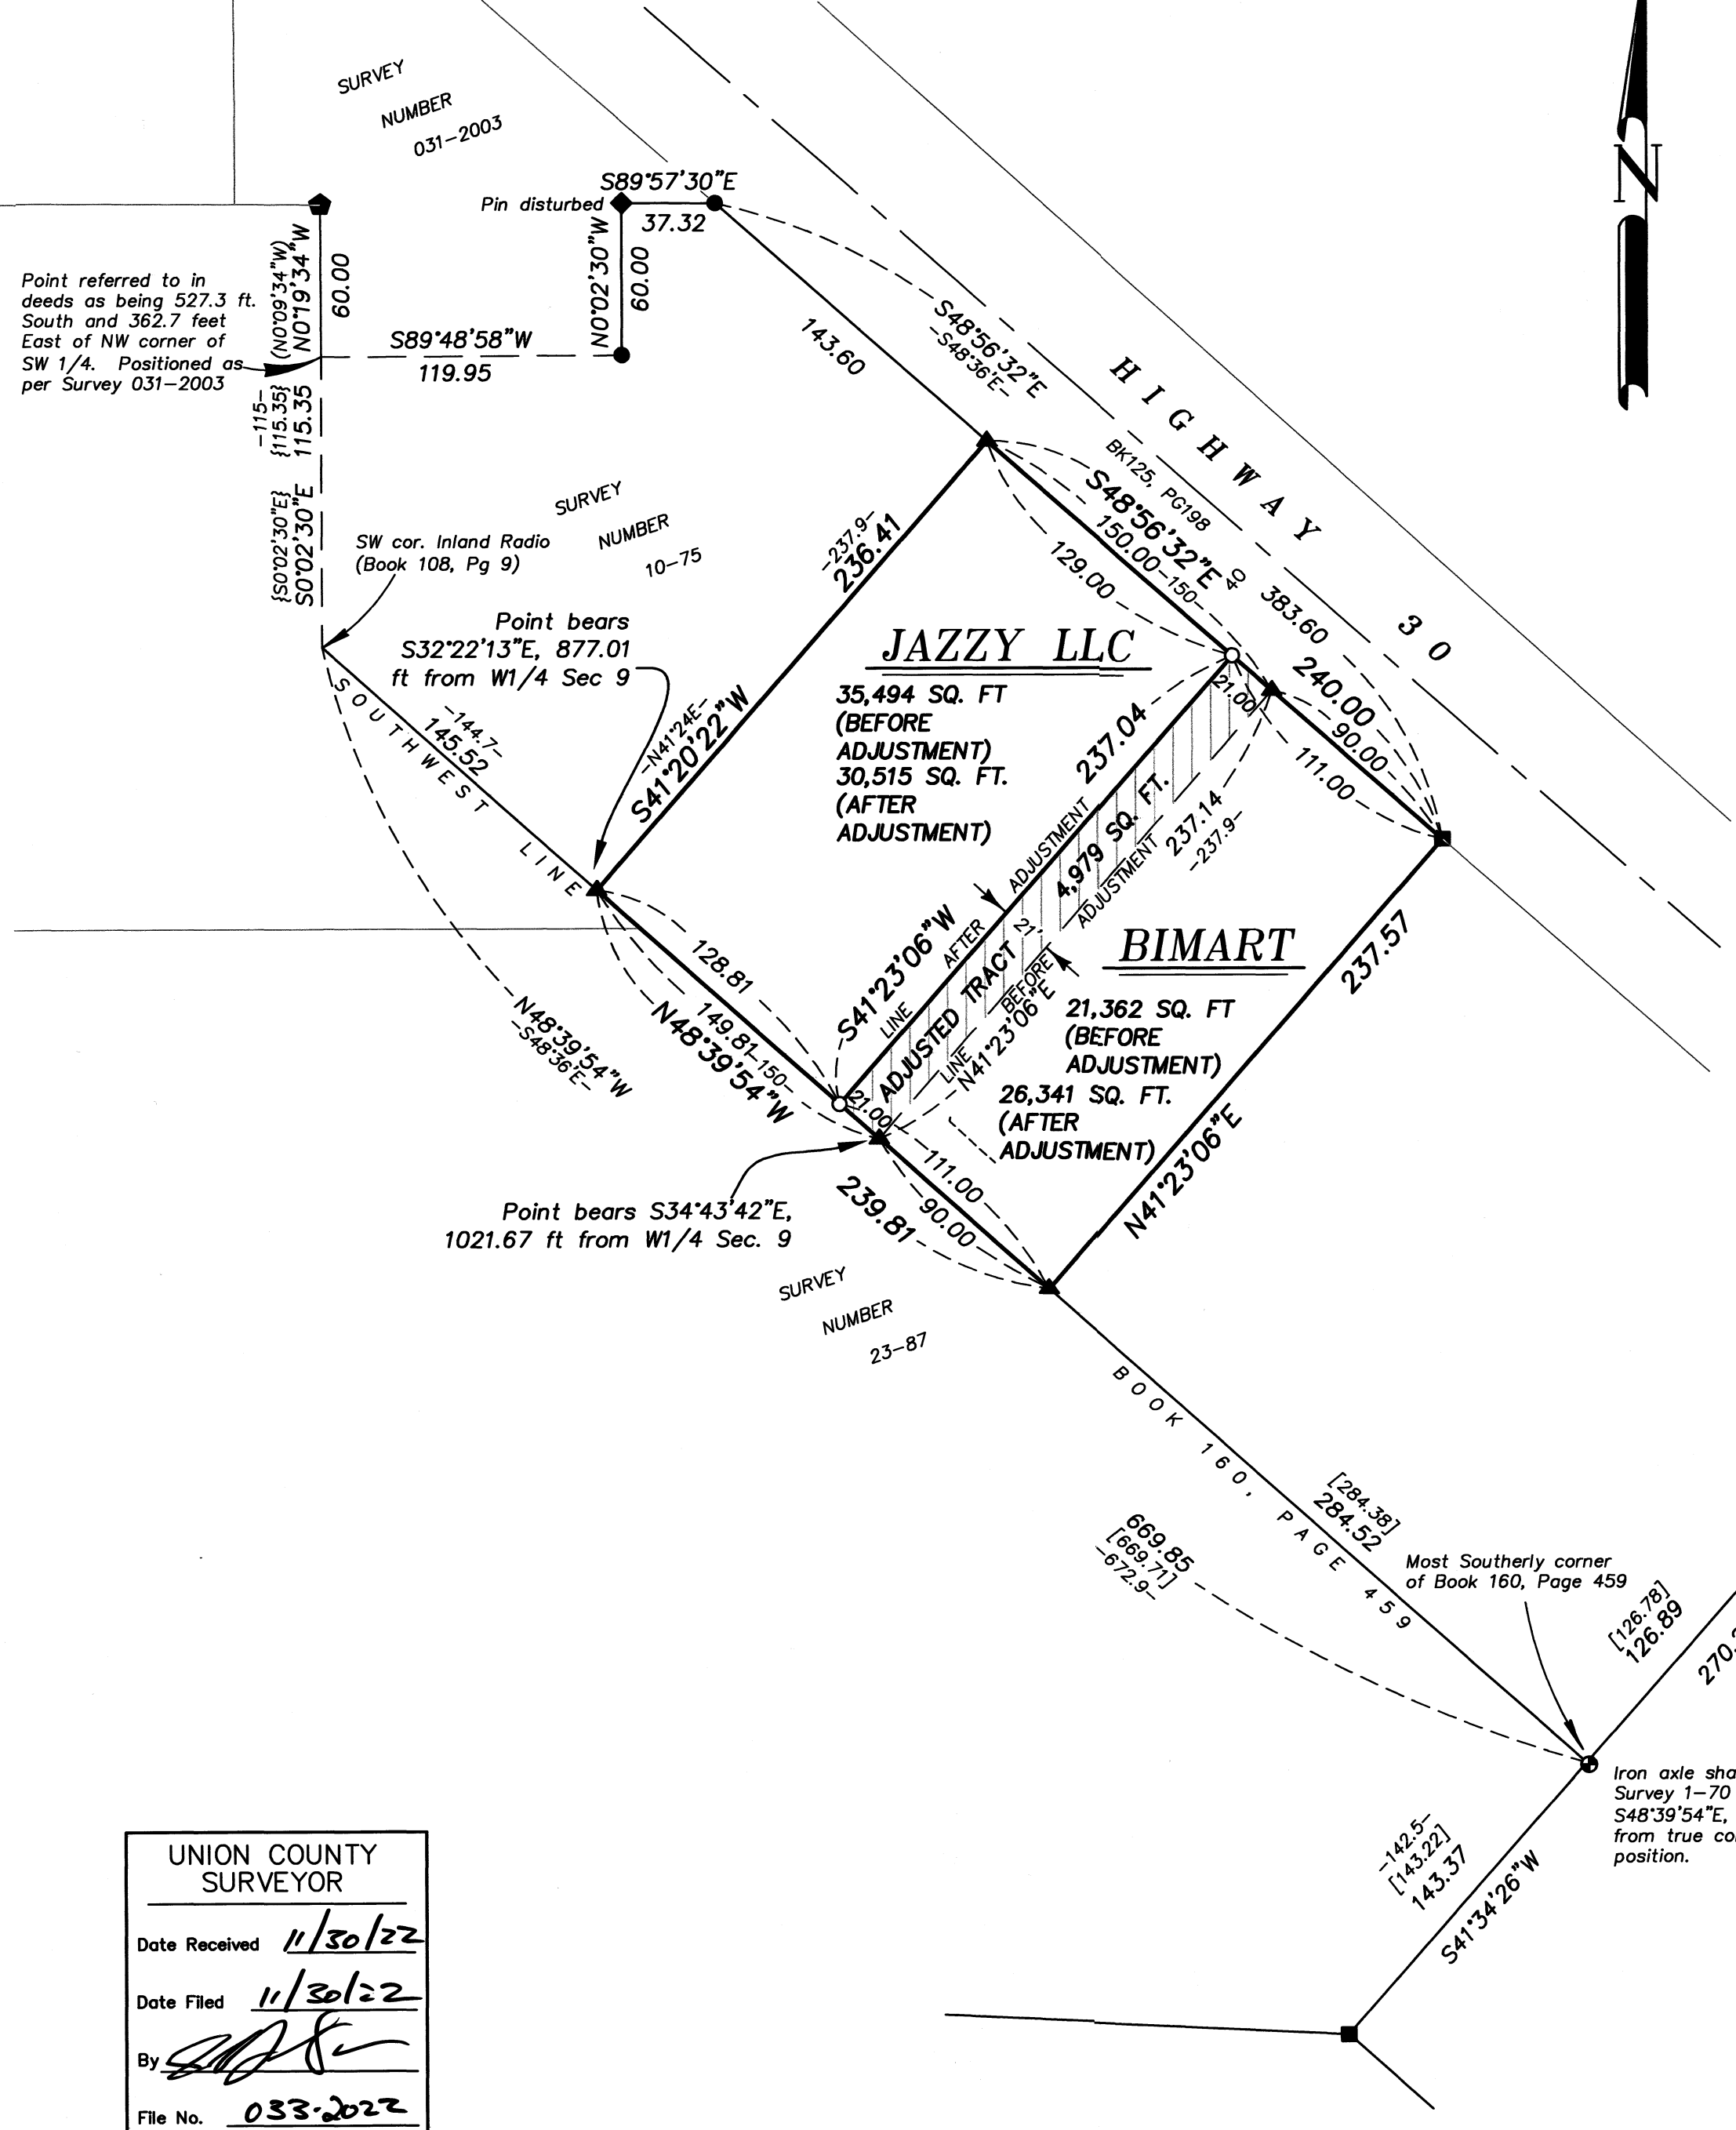 SURVEY
NUMBER
031-2003
N
S89°57'30"E
Pin disturbed
37.32
N0°02'30"W
60.00
(N0°09'34"W)
N0°19'34"W
60.00
Point referred to in
deeds as being 527.3 ft.
South and 362.7 feet
East of NW corner of
SW 1/4. Positioned as
per Survey 031-2003
S89°48'58"W
119.95
-115-
{115.35}
115.35
{S0°02'30"E}
S0°02'30"E
143.60
S48°56'32"E
-S48°36'E-
HIGHWAY 30
BK125, PG198
S48°56'32"E
150.00
-150-
129.00
40
383.60
240.00
90.00
111.00
21.00
SURVEY
NUMBER
10-75
SW cor. Inland Radio
(Book 108, Pg 9)
-237.9-
236.41
Point bears
S32°22'13"E, 877.01
ft from W1/4 Sec 9
-N41°24E-
S41°20'22"W
JAZZY LLC
35,494 SQ. FT
(BEFORE
ADJUSTMENT)
30,515 SQ. FT.
(AFTER
ADJUSTMENT)
SOUTHWEST LINE
-144.7-
145.52
237.04
S41°23'06"W
LINE AFTER ADJUSTMENT
ADJUSTED TRACT
4,979 SQ. FT.
21'
LINE BEFORE ADJUSTMENT
N41°23'06"E
237.14
-237.9-
BIMART
21,362 SQ. FT
(BEFORE
ADJUSTMENT)
26,341 SQ. FT.
(AFTER
ADJUSTMENT)
237.57
N41°23'06"E
N48°39'54"W
-S48°36'E-
128.81
149.81
-150-
N48°39'54"W
21.00
111.00
90.00
239.81
Point bears S34°43'42"E,
1021.67 ft from W1/4 Sec. 9
SURVEY
NUMBER
23-87
BOOK 160, PAGE 459
[284.38]
284.52
669.85
[669.71]
-672.9-
Most Southerly corner
of Book 160, Page 459
[126.78]
126.89
270.
Iron axle sha
Survey 1-70
S48°39'54"E,
from true co
position.
-142.5-
[143.22]
143.37
S41°34'26"W
UNION COUNTY
SURVEYOR
Date Received 11/30/22
Date Filed 11/30/22
By
File No. 033-2022